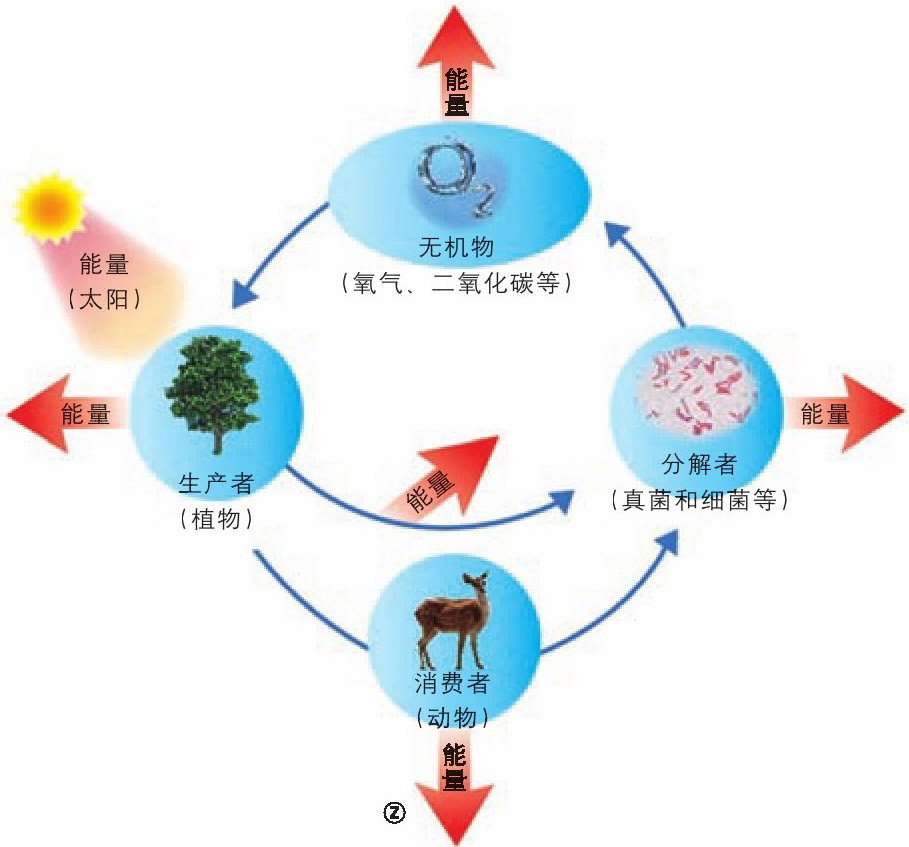 能量
无机物
(氧气、二氧化碳等)
能量
(太阳)
能量
生产者
(植物)
能量
分解者
(真菌和细菌等)
能量
消费者
(动物)
能量
Ⓩ